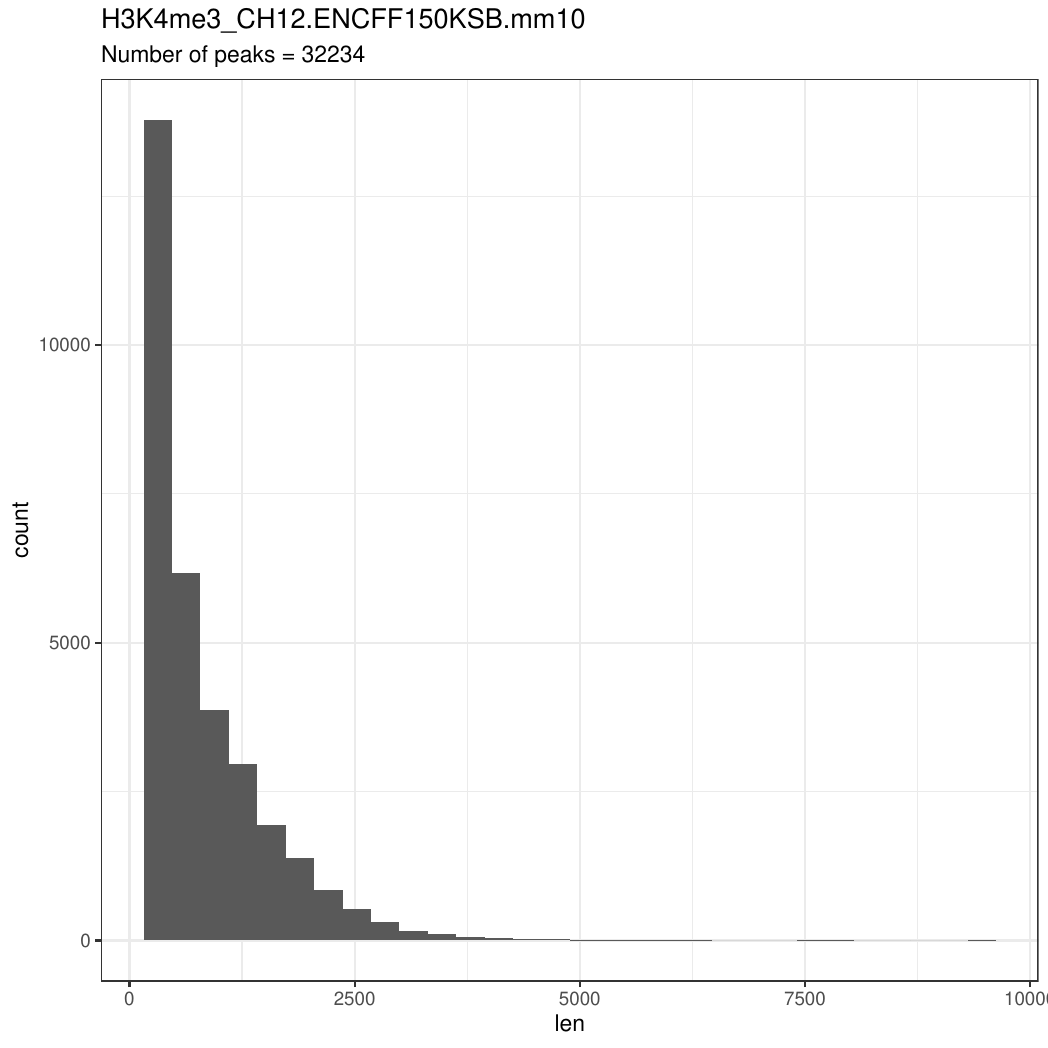 H3K4me3_CH12.ENCFF150KSB.mm10
Number of peaks = 32234
count
10000
5000
0
0 2500 5000 7500 10000
len